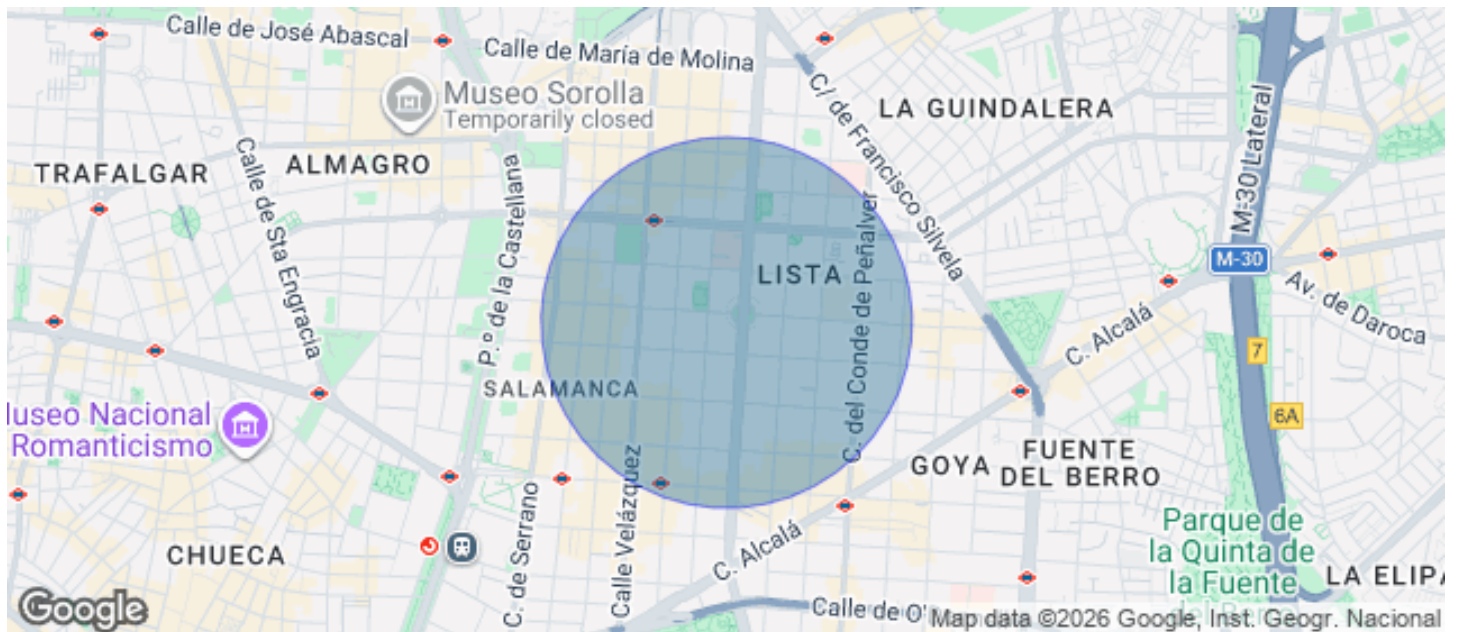 Calle de José Abascal
Calle de María de Molina
Museo Sorolla
Temporarily closed
C/ de Francisco Silvela
LA GUINDALERA
M-30 Lateral
TRAFALGAR
ALMAGRO
Calle de Sta Engracia
P.º de la Castellana
C. del Conde de Peñalver
LISTA
M-30
Av. de Daroca
C. Alcalá
7
SALAMANCA
6A
Museo Nacional
Romanticismo
Calle Velázquez
C. de Serrano
GOYA
FUENTE
DEL BERRO
CHUECA
C. Alcalá
Parque de
la Quinta de
la Fuente
LA ELIPA
Calle de O'
Google
Map data ©2026 Google, Inst. Geogr. Nacional